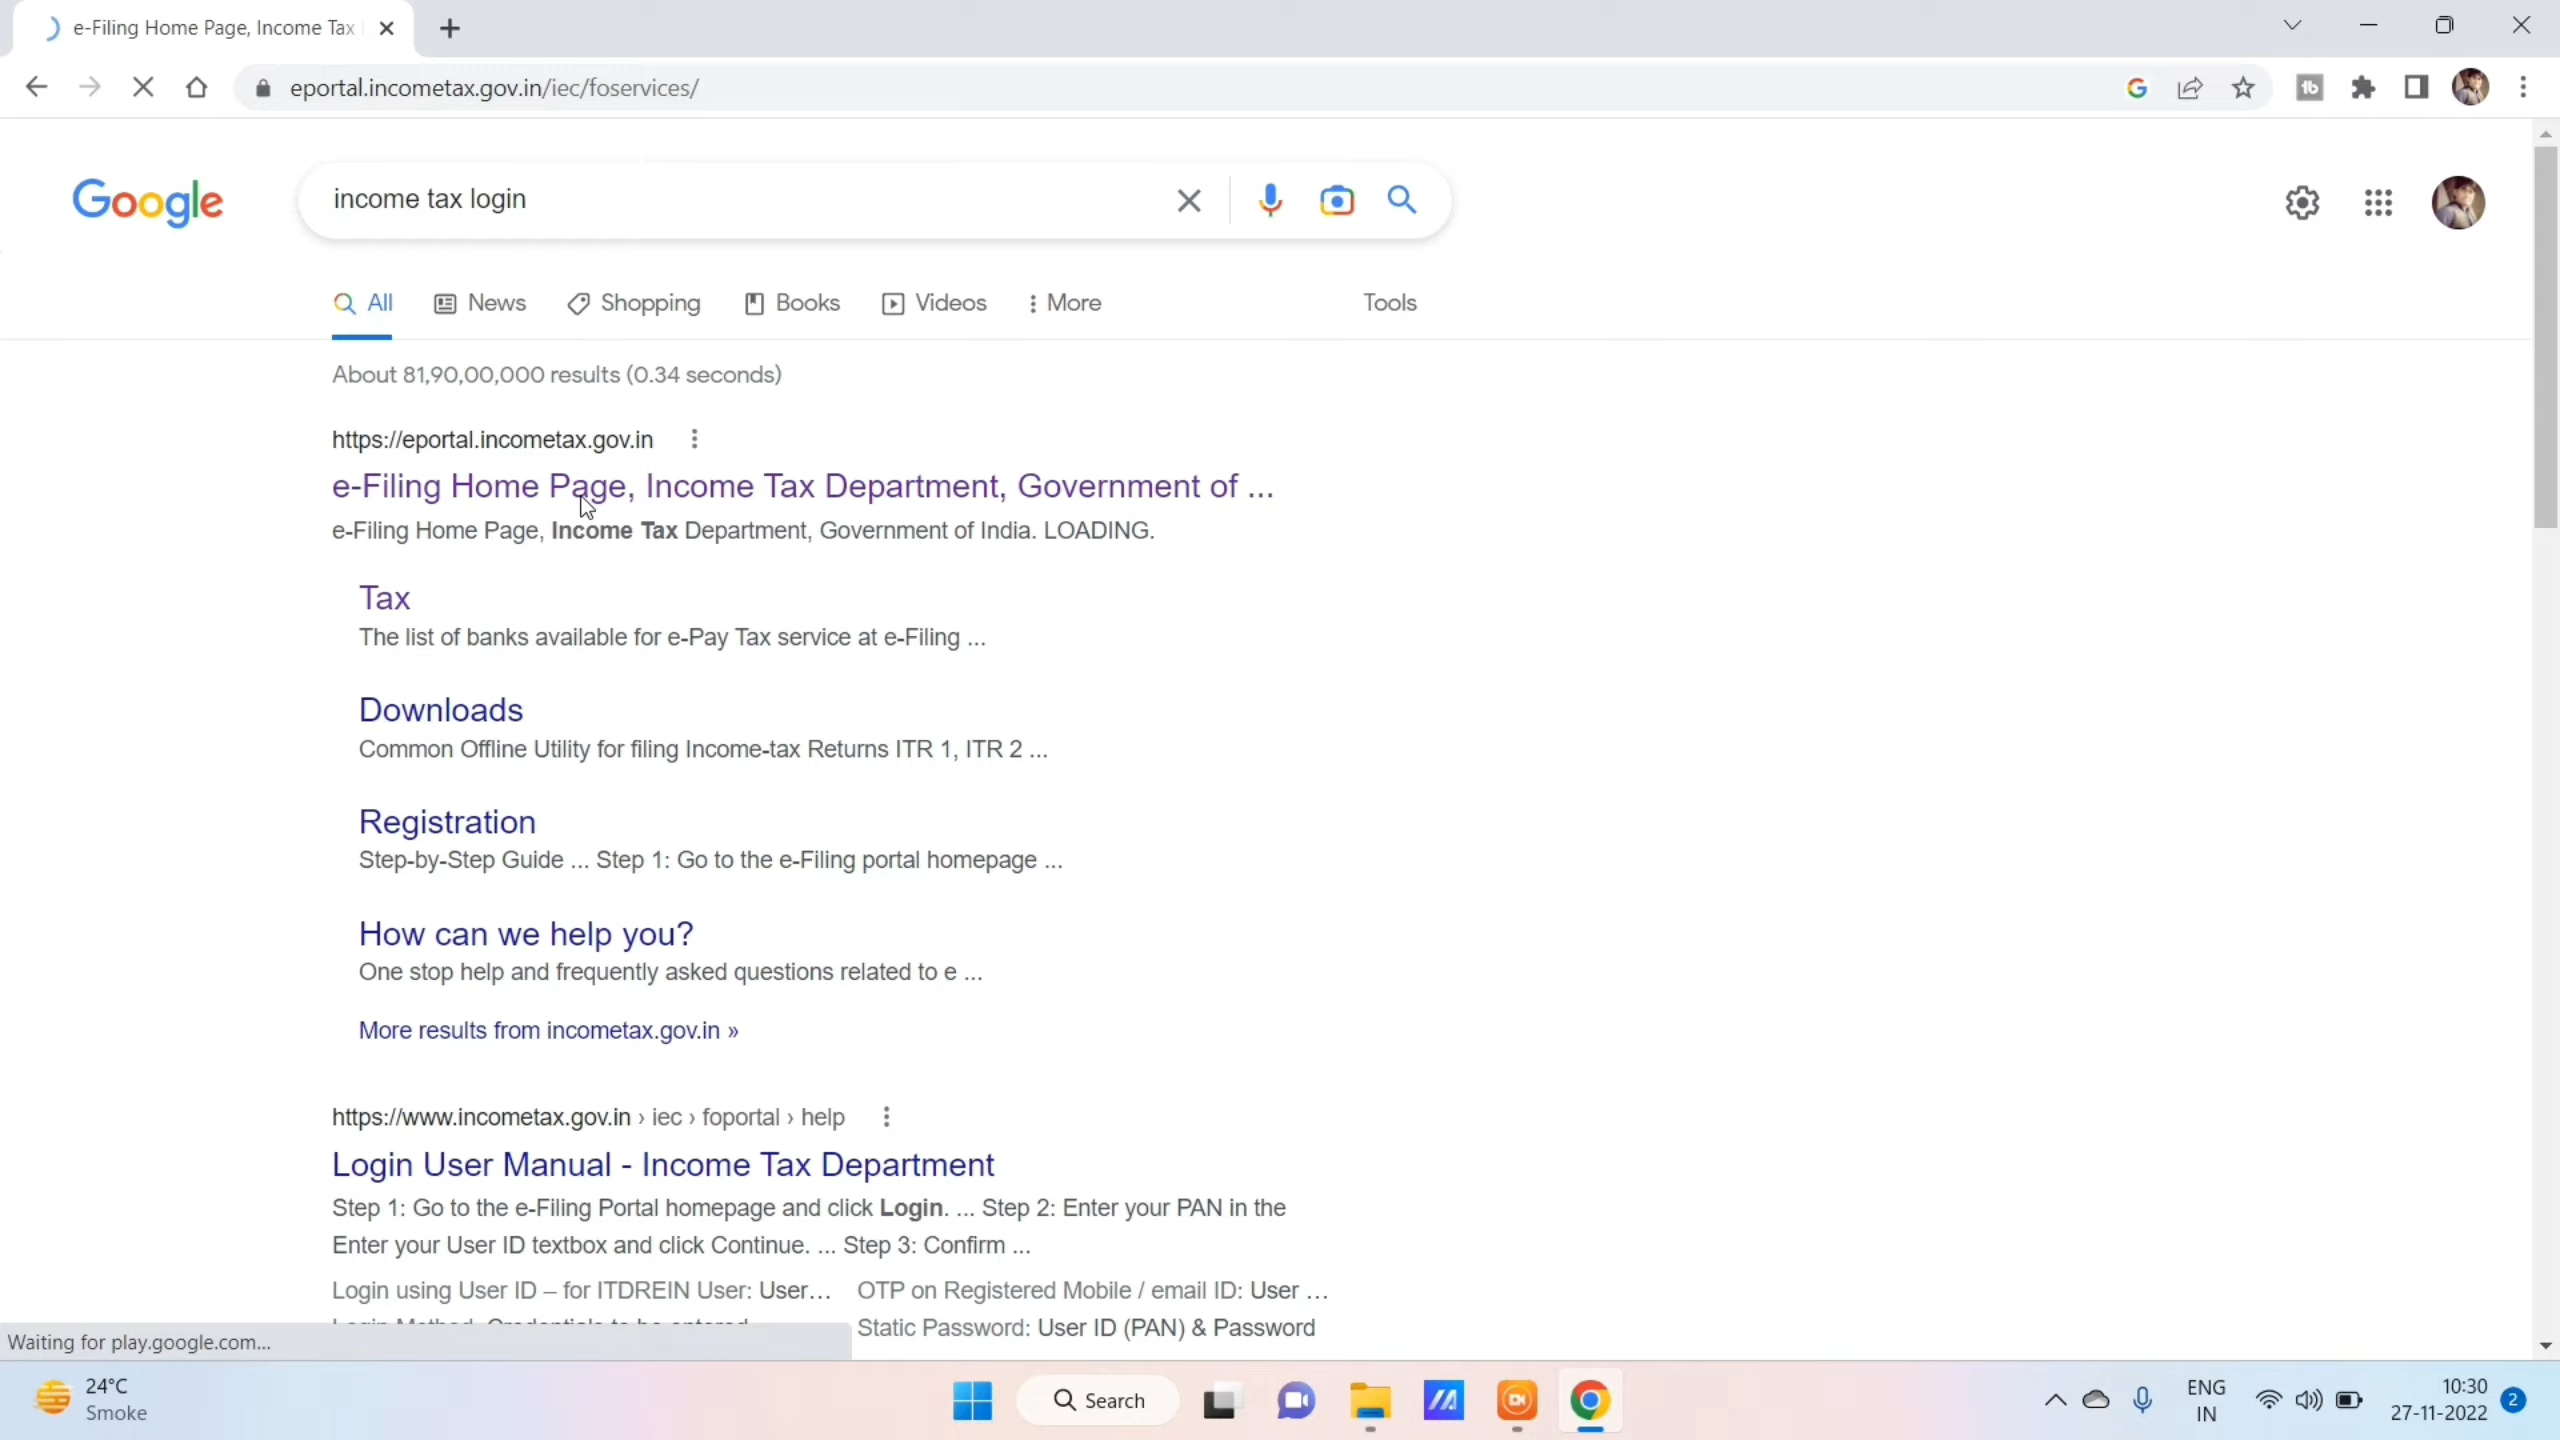 e-Filing Home Page, Income Tax
eportal.incometax.gov.in/iec/foservices/
Google
income tax login
All
News
Shopping
Books
Videos
More
Tools
About 81,90,00,000 results (0.34 seconds)
https://eportal.incometax.gov.in
e-Filing Home Page, Income Tax Department, Government of ...
e-Filing Home Page, Income Tax Department, Government of India. LOADING.
Tax
The list of banks available for e-Pay Tax service at e-Filing ...
Downloads
Common Offline Utility for filing Income-tax Returns ITR 1, ITR 2 ...
Registration
Step-by-Step Guide ... Step 1: Go to the e-Filing portal homepage ...
How can we help you?
One stop help and frequently asked questions related to e ...
More results from incometax.gov.in »
https://www.incometax.gov.in › iec › foportal › help
Login User Manual - Income Tax Department
Step 1: Go to the e-Filing Portal homepage and click Login. ... Step 2: Enter your PAN in the
Enter your User ID textbox and click Continue. ... Step 3: Confirm ...
Login using User ID – for ITDREIN User: User...
OTP on Registered Mobile / email ID: User ...
Static Password: User ID (PAN) & Password
Waiting for play.google.com...
24°C
Smoke
Search
ENG
IN
10:30
27-11-2022
2